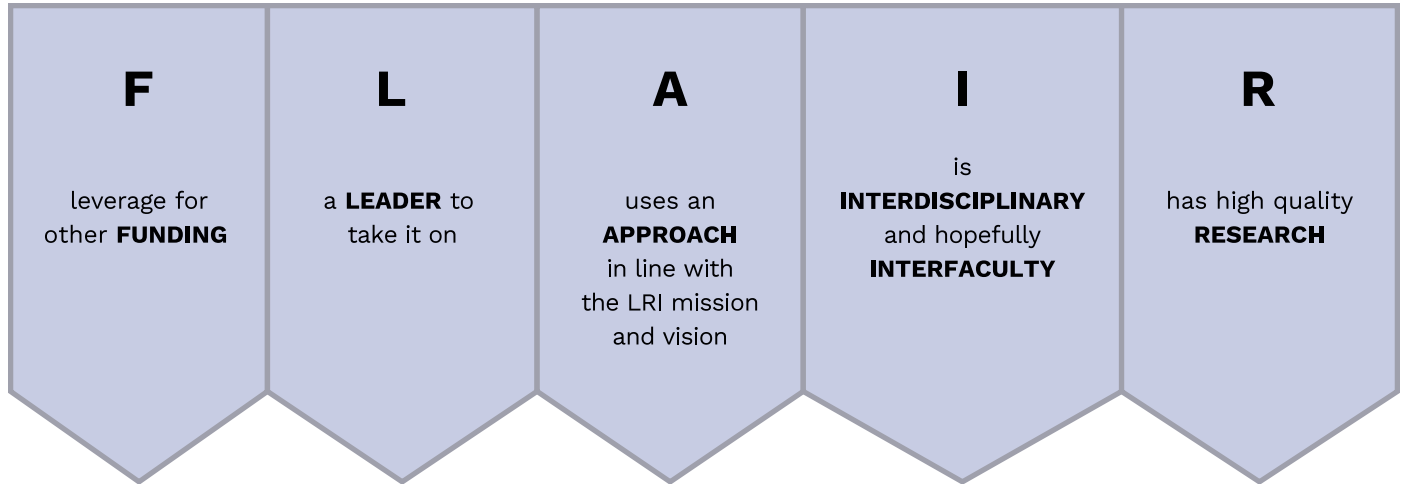 F
leverage for
other FUNDING
L
a LEADER to
take it on
A
uses an
APPROACH
in line with
the LRI mission
and vision
I
is
INTERDISCIPLINARY
and hopefully
INTERFACULTY
R
has high quality
RESEARCH